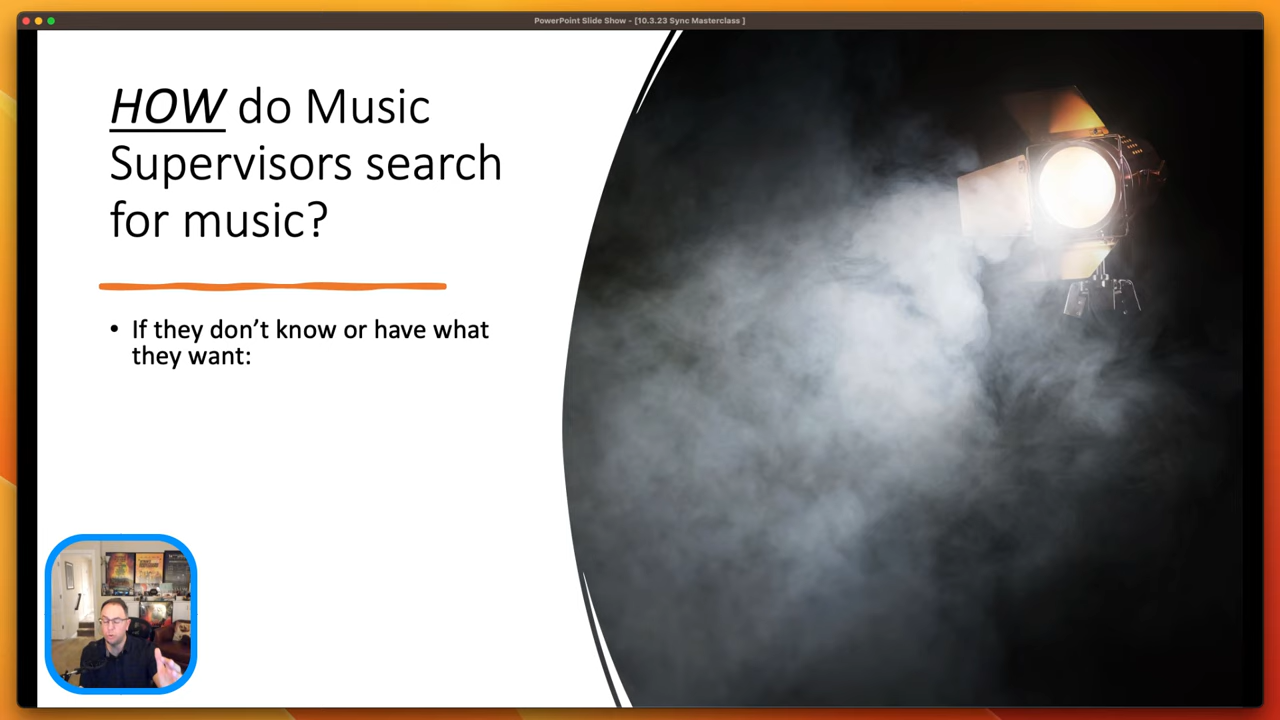 PowerPoint Slide Show - [10.3.23 Sync Masterclass ]
HOW do Music
Supervisors search
for music?
• If they don’t know or have what
they want: